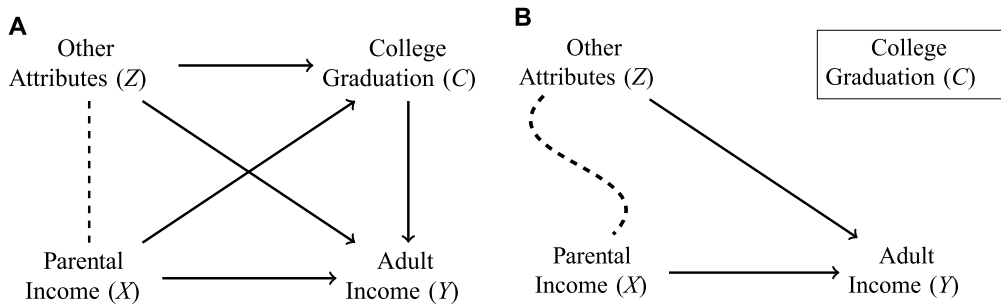 A
Other
Attributes (Z)
College
Graduation (C)
Parental
Income (X)
Adult
Income (Y)
B
Other
Attributes (Z)
College
Graduation (C)
Parental
Income (X)
Adult
Income (Y)